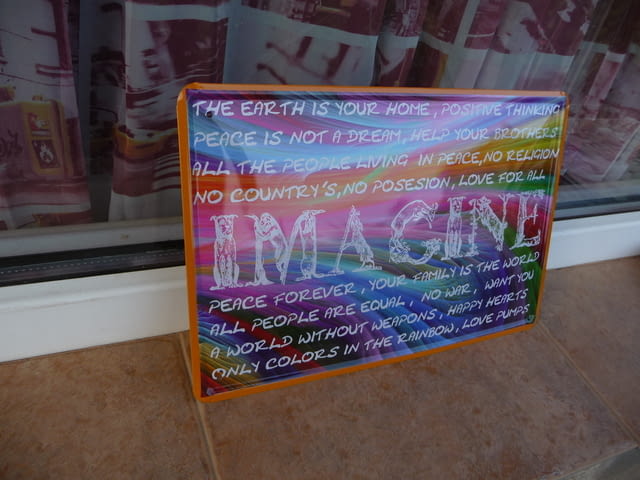 THE EARTH IS YOUR HOME, POSITIVE THINKING
PEACE IS NOT A DREAM, HELP YOUR BROTHERS
ALL THE PEOPLE LIVING IN PEACE, NO RELIGION
NO COUNTRY'S, NO POSESION, LOVE FOR ALL
IMAGINE
PEACE FOREVER, YOUR FAMILY IS THE WORLD
ALL PEOPLE ARE EQUAL, NO WAR, WANT YOU
A WORLD WITHOUT WEAPONS, HAPPY HEARTS
ONLY COLORS IN THE RAINBOW, LOVE PUMPS